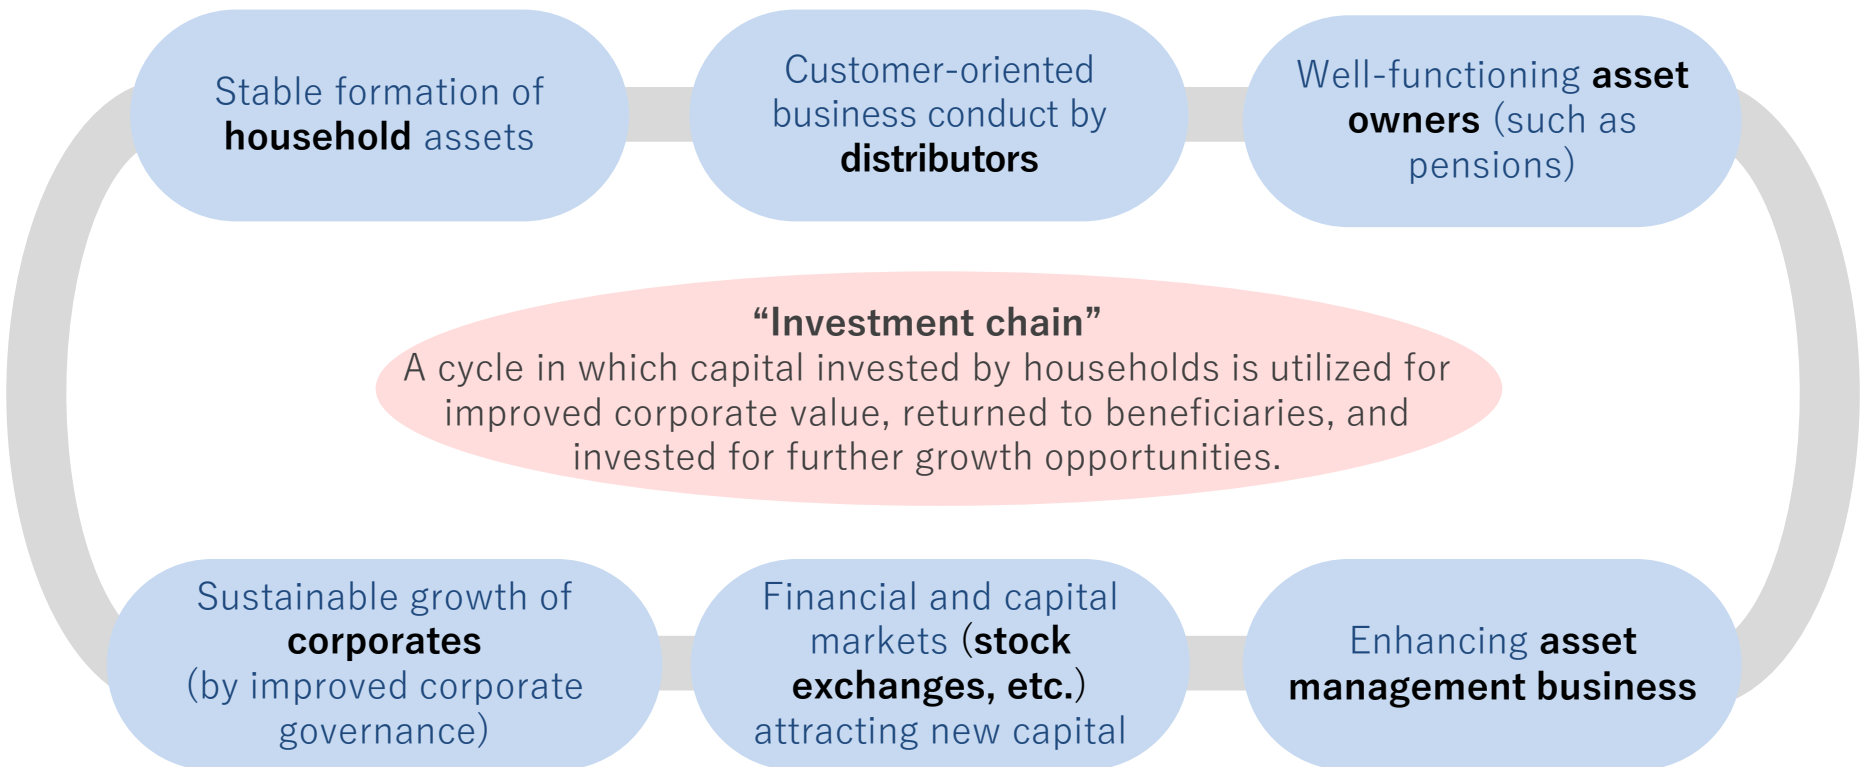 Stable formation of
household assets
Customer-oriented
business conduct by
distributors
Well-functioning asset
owners (such as
pensions)
“Investment chain”
A cycle in which capital invested by households is utilized for
improved corporate value, returned to beneficiaries, and
invested for further growth opportunities.
Sustainable growth of
corporates
(by improved corporate
governance)
Financial and capital
markets (stock
exchanges, etc.)
attracting new capital
Enhancing asset
management business